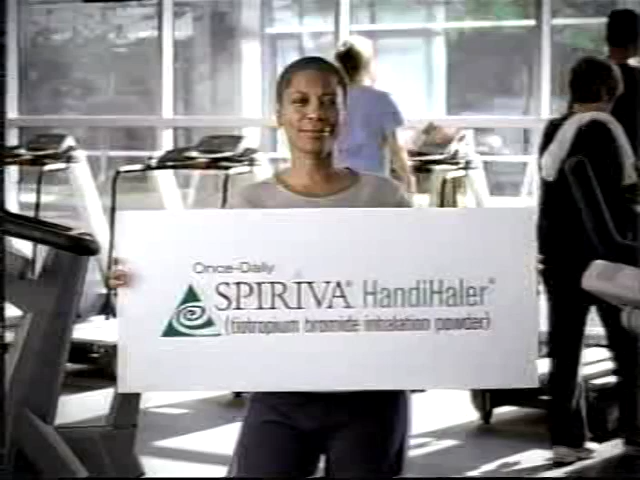 Once-Daily
SPIRIVA® HandiHaler®
(tiotropium bromide inhalation powder)